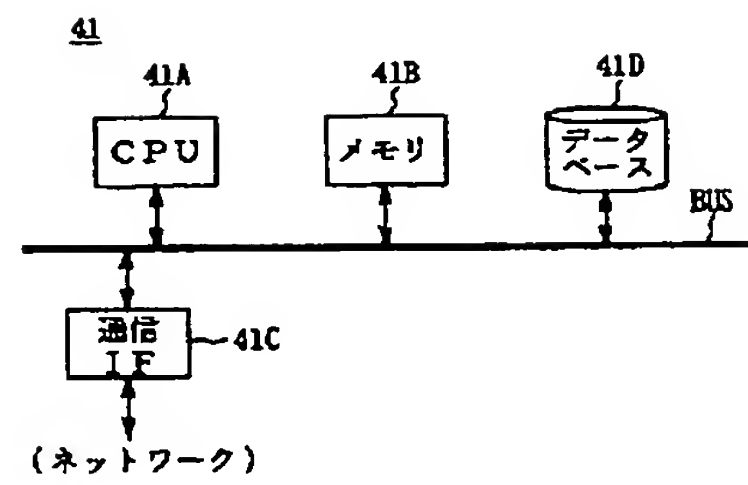 41
41A
41B
41D
CPU
メモリ
データ
ベース
BUS
通信
IF
41C
(ネットワーク)